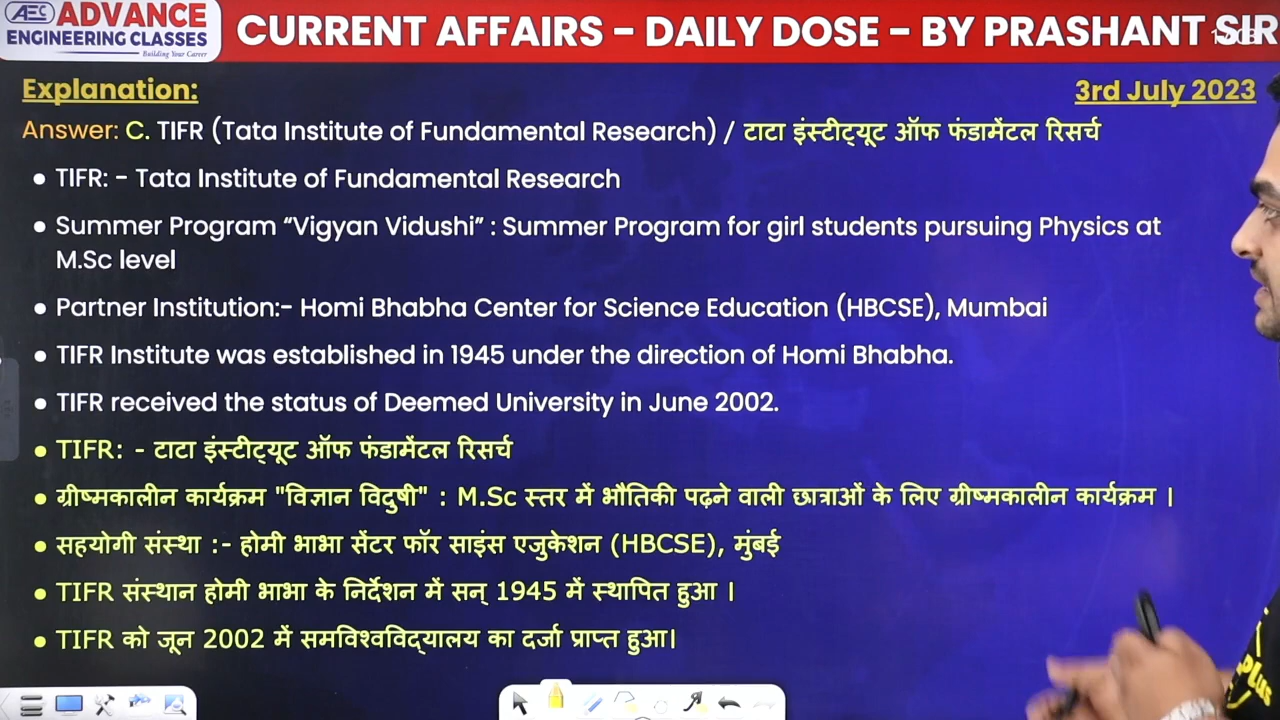 AEC ADVANCE
ENGINEERING CLASSES
Building Your Career
CURRENT AFFAIRS - DAILY DOSE - BY PRASHANT SIR
Explanation:
3rd July 2023
Answer: C. TIFR (Tata Institute of Fundamental Research) / टाटा इंस्टीट्यूट ऑफ फंडामेंटल रिसर्च
• TIFR: - Tata Institute of Fundamental Research
• Summer Program “Vigyan Vidushi” : Summer Program for girl students pursuing Physics at
M.Sc level
• Partner Institution:- Homi Bhabha Center for Science Education (HBCSE), Mumbai
• TIFR Institute was established in 1945 under the direction of Homi Bhabha.
• TIFR received the status of Deemed University in June 2002.
• TIFR: - टाटा इंस्टीट्यूट ऑफ फंडामेंटल रिसर्च
• ग्रीष्मकालीन कार्यक्रम "विज्ञान विदुषी" : M.Sc स्तर में भौतिकी पढ़ने वाली छात्राओं के लिए ग्रीष्मकालीन कार्यक्रम ।
• सहयोगी संस्था :- होमी भाभा सेंटर फॉर साइंस एजुकेशन (HBCSE), मुंबई
• TIFR संस्थान होमी भाभा के निर्देशन में सन् 1945 में स्थापित हुआ ।
• TIFR को जून 2002 में समविश्वविद्यालय का दर्जा प्राप्त हुआ।